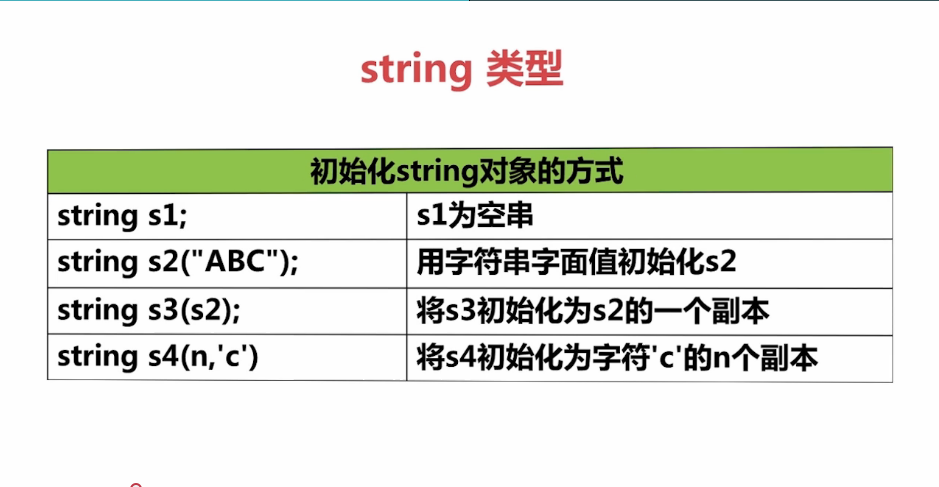 string 类型
初始化string对象的方式
string s1;
s1为空串
string s2("ABC");
用字符串字面值初始化s2
string s3(s2);
将s3初始化为s2的一个副本
string s4(n,'c')
将s4初始化为字符'c'的n个副本